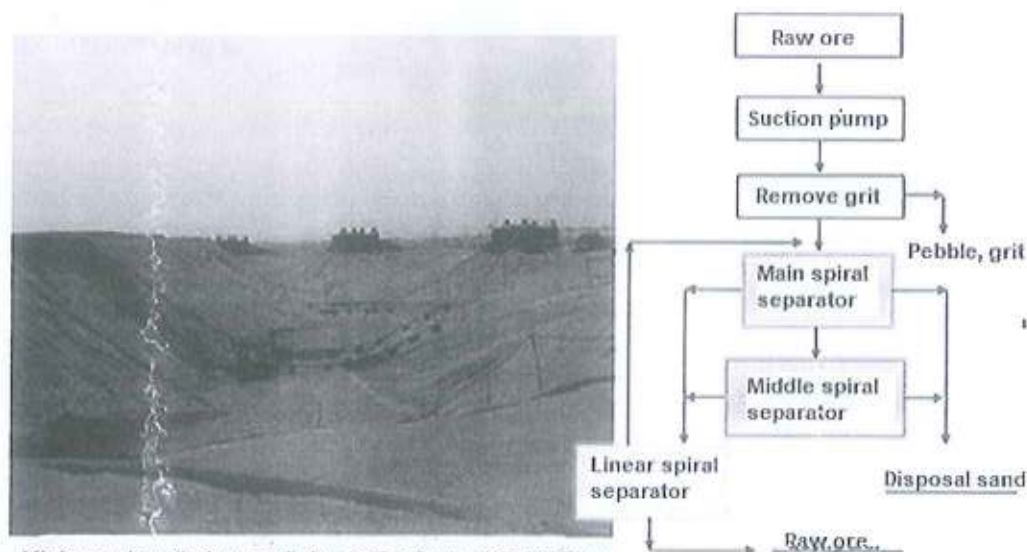 Raw ore
Suction pump
Remove grit
Pebble, grit
Main spiral
separator
Middle spiral
separator
Linear spiral
separator
Disposal sand
Raw ore